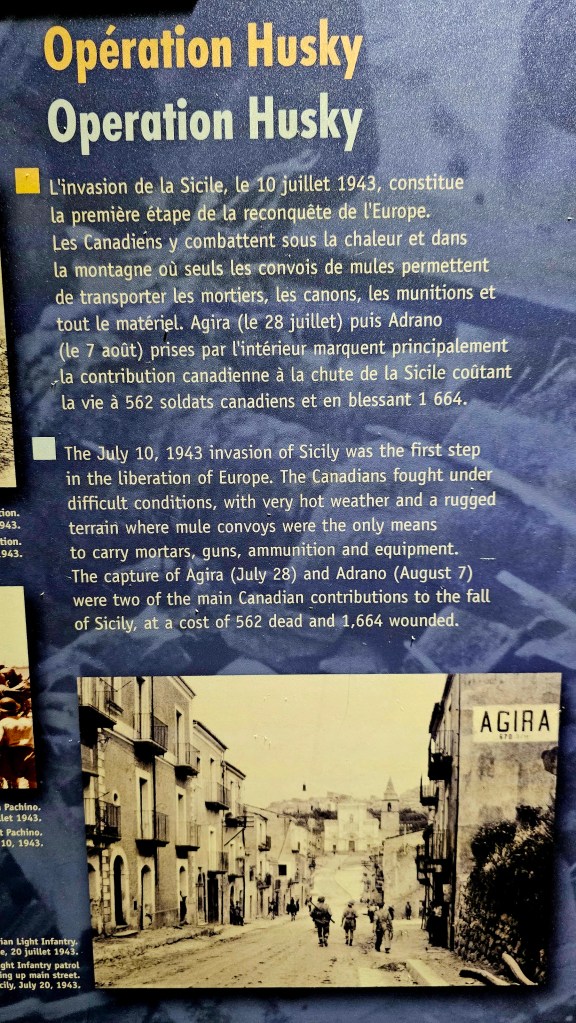 Opération Husky
Operation Husky
L'invasion de la Sicile, le 10 juillet 1943, constitue
la première étape de la reconquête de l'Europe.
Les Canadiens y combattent sous la chaleur et dans
la montagne où seuls les convois de mules permettent
de transporter les mortiers, les canons, les munitions et
tout le matériel. Agira (le 28 juillet) puis Adrano
(le 7 août) prises par l'intérieur marquent principalement
la contribution canadienne à la chute de la Sicile coûtant
la vie à 562 soldats canadiens et en blessant 1 664.
The July 10, 1943 invasion of Sicily was the first step
in the liberation of Europe. The Canadians fought under
difficult conditions, with very hot weather and a rugged
terrain where mule convoys were the only means
to carry mortars, guns, ammunition and equipment.
The capture of Agira (July 28) and Adrano (August 7)
were two of the main Canadian contributions to the fall
of Sicily, at a cost of 562 dead and 1,664 wounded.
AGIRA
670
tion.
943.
tion.
943.
Pachino.
llet 1943.
t Pachino.
10, 1943.
ian Light Infantry.
e, 20 juillet 1943.
ght Infantry patrol
ing up main street.
cily, July 20, 1943.